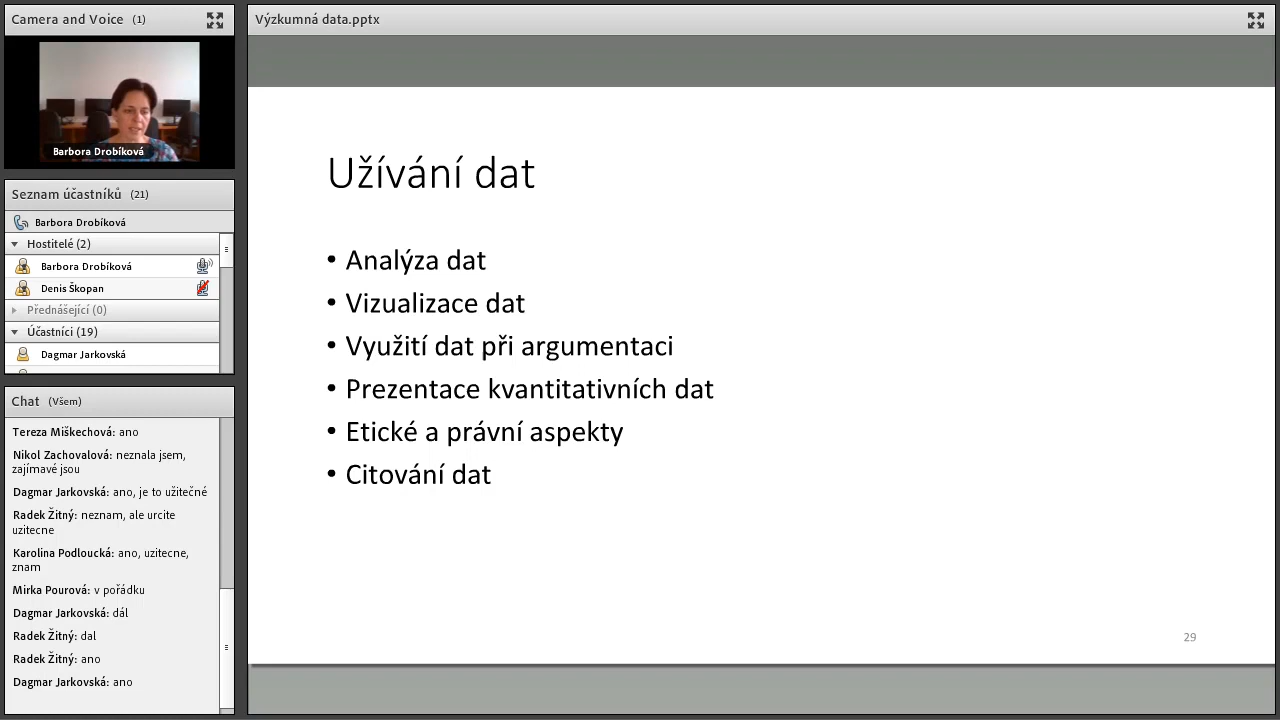 Camera and Voice (1)
Barbora Drobíková
Seznam účastníků (21)
Barbora Drobíková
Hostitelé (2)
Barbora Drobíková
Denis Škopan
Přednášející (0)
Účastníci (19)
Dagmar Jarkovská
Chat (Všem)
Tereza Miškechová: ano
Nikol Zachovalová: neznala jsem,
zajímavé jsou
Dagmar Jarkovská: ano, je to užitečné
Radek Žitný: neznam, ale urcite
uzitecne
Karolina Podloucká: ano, uzitecne,
znam
Mirka Pourová: v pořádku
Dagmar Jarkovská: dál
Radek Žitný: dal
Radek Žitný: ano
Dagmar Jarkovská: ano
Výzkumná data.pptx
Užívání dat
• Analýza dat
• Vizualizace dat
• Využití dat při argumentaci
• Prezentace kvantitativních dat
• Etické a právní aspekty
• Citování dat
29